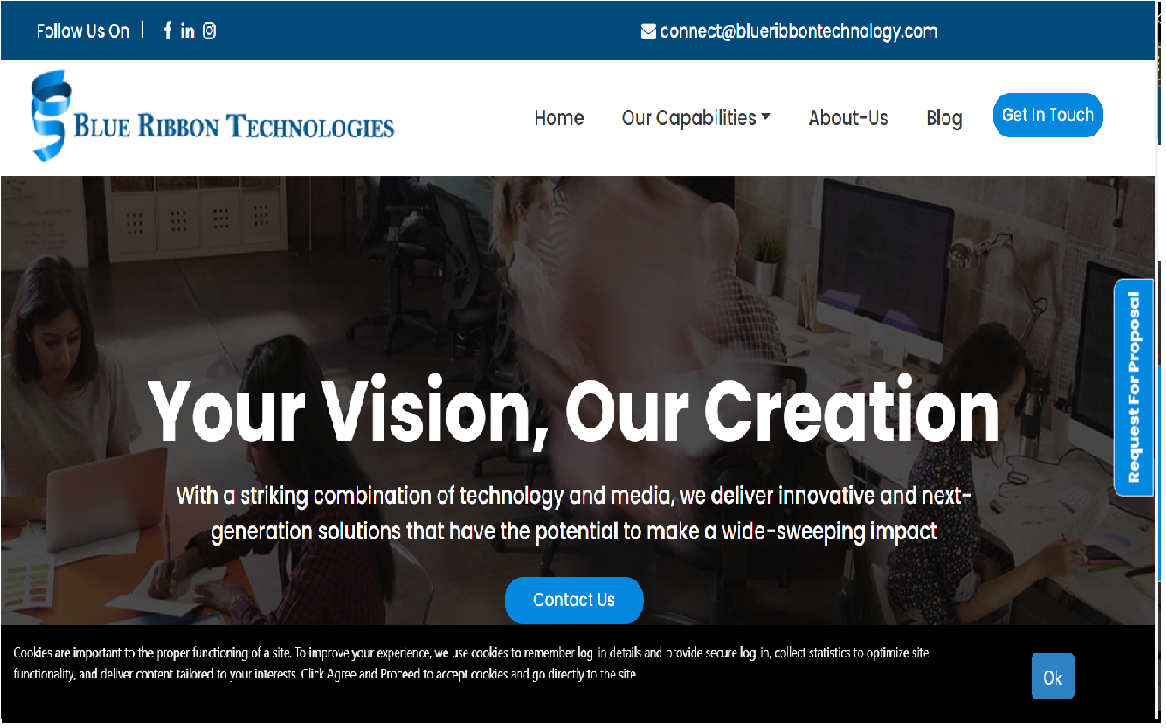 Follow Us On |
connect@blueribbontechnology.com
BLUE RIBBON TECHNOLOGIES
Home
Our Capabilities
About-Us
Blog
Get In Touch
Request For Proposal
Your Vision, Our Creation
With a striking combination of technology and media, we deliver innovative and next-
generation solutions that have the potential to make a wide-sweeping impact
Contact Us
Cookies are important to the proper functioning of a site. To improve your experience, we use cookies to remember log-in details and provide secure log-in, collect statistics to optimize site
functionality, and deliver content tailored to your interests. Click Agree and Proceed to accept cookies and go directly to the site.
Ok